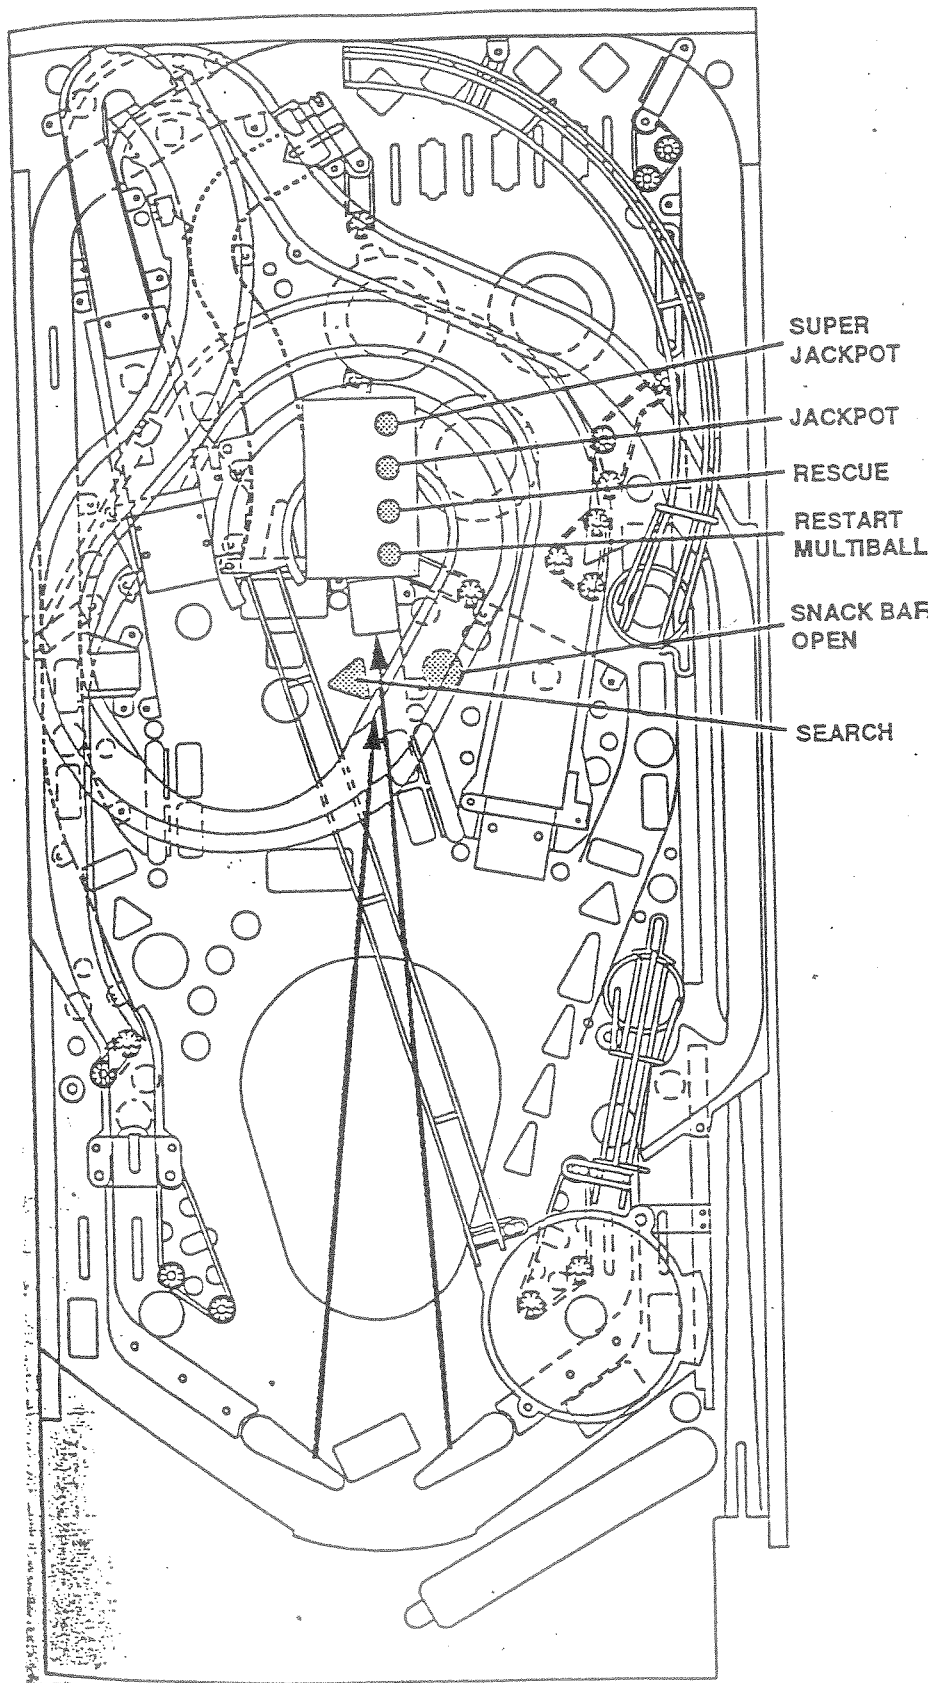 SUPER
JACKPOT
JACKPOT
RESCUE
RESTART
MULTIBALL
SNACK BAR
OPEN
SEARCH